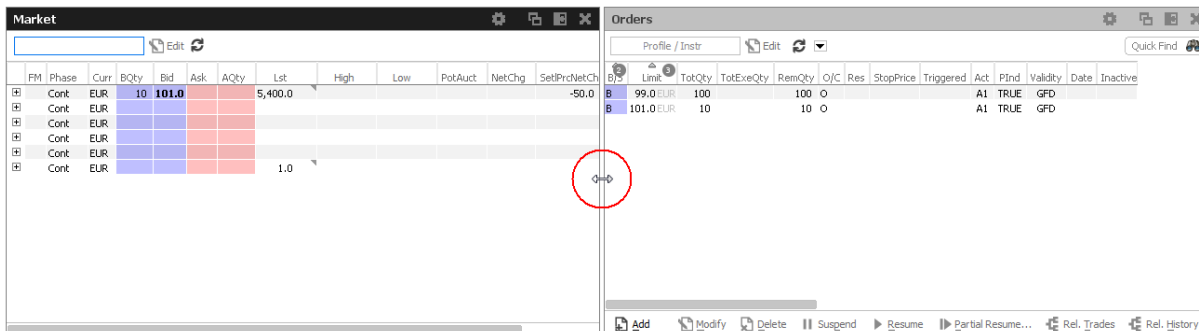 Market
Edit
FM Phase Curr BQty Bid Ask AQty Lst High Low PotAuct NetChg SetlPrcNetCh
Cont EUR 10 101.0 5,400.0 -50.0
Cont EUR
Cont EUR
Cont EUR
Cont EUR
Cont EUR 1.0
Orders
Profile / Instr Edit Quick Find
B/S 2 Limit 3 TotQty TotExeQty RemQty O/C Res StopPrice Triggered Act PInd Validity Date Inactive
B 99.0 EUR 100 100 O A1 TRUE GFD
B 101.0 EUR 10 10 O A1 TRUE GFD
Add Modify Delete Suspend Resume Partial Resume... Rel. Trades Rel. History